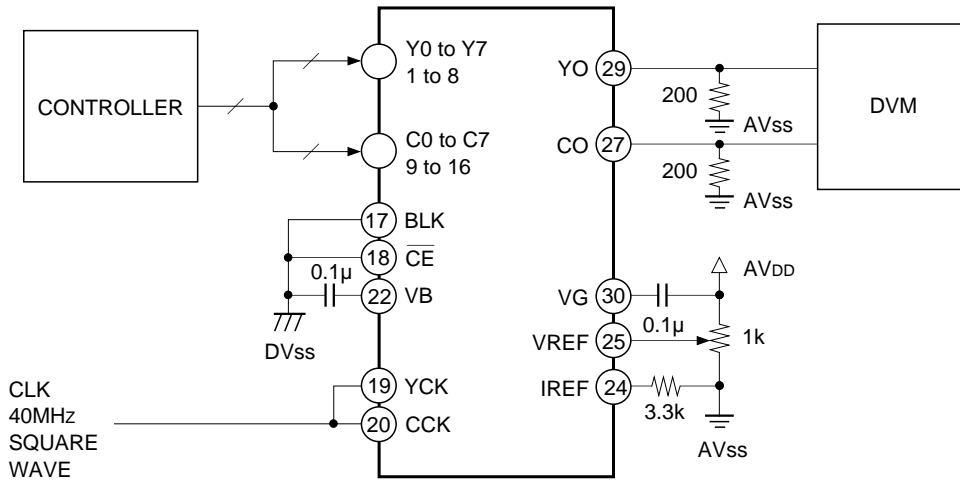 CONTROLLER
Y0 to Y7
1 to 8
C0 to C7
9 to 16
17 BLK
18 CE
0.1µ
22 VB
DVss
19 YCK
20 CCK
CLK
40MHz
SQUARE
WAVE
YO 29
200
AVss
CO 27
200
AVss
DVM
AVDD
VG 30
0.1µ
VREF 25
1k
IREF 24
3.3k
AVss